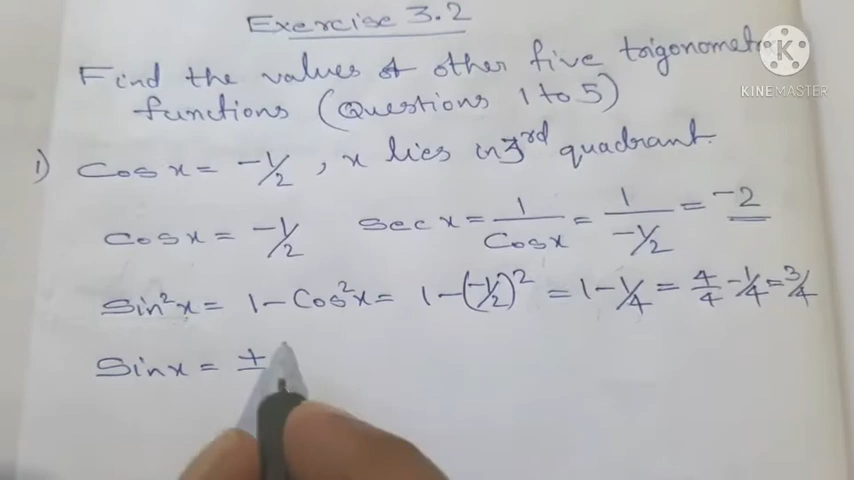 Exercise 3.2
Find the values of other five trigonometr
functions (Questions 1 to 5)
KINEMASTER
1) Cos x = -1/2, x lies in 3rd quadrant.
Cos x = -1/2 Sec x = 1/Cos x = 1/(-1/2) = -2
Sin²x = 1 - Cos²x = 1 - (-1/2)² = 1 - 1/4 = 4/4 - 1/4 = 3/4
Sin x = ±